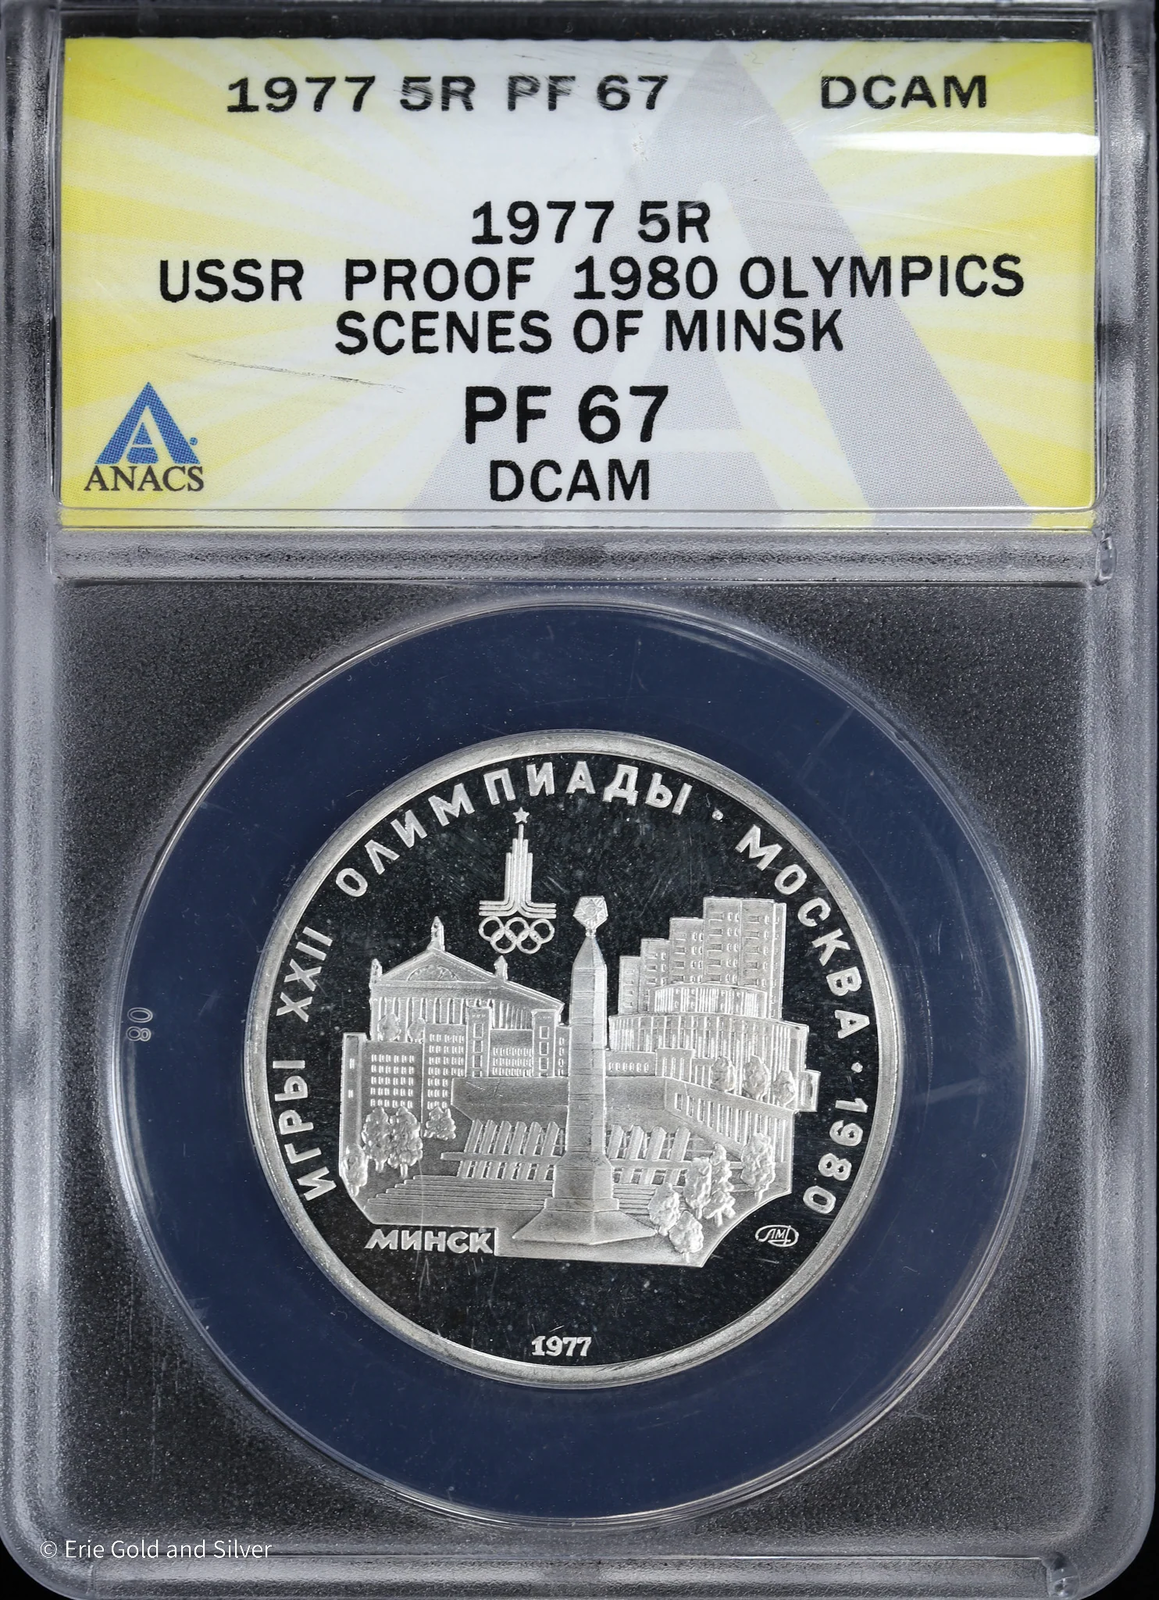 1977 5R PF 67 DCAM
1977 5R
USSR PROOF 1980 OLYMPICS
SCENES OF MINSK
PF 67
DCAM
ANACS
ИГРЫ XXII ОЛИМПИАДЫ · МОСКВА · 1980
МИНСК
ЛМД
1977
80
© Erie Gold and Silver